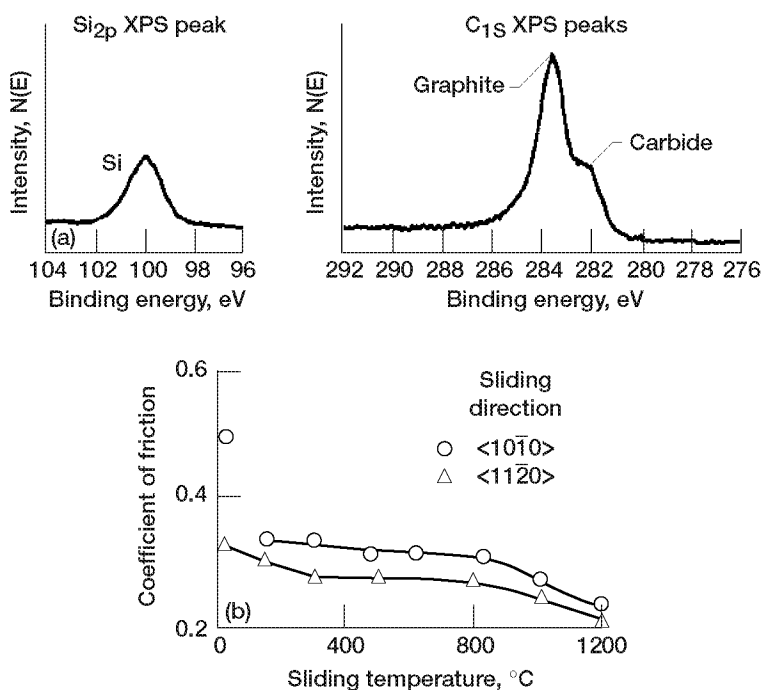 Si2p XPS peak
Intensity, N(E)
Si
(a)
104 102 100 98 96
Binding energy, eV
C1S XPS peaks
Intensity, N(E)
Graphite
Carbide
292 290 288 286 284 282 280 278 276
Binding energy, eV
0.6
0.4
0.2
Coefficient of friction
Sliding
direction
<101̄0>
<112̄0>
(b)
0 400 800 1200
Sliding temperature, °C